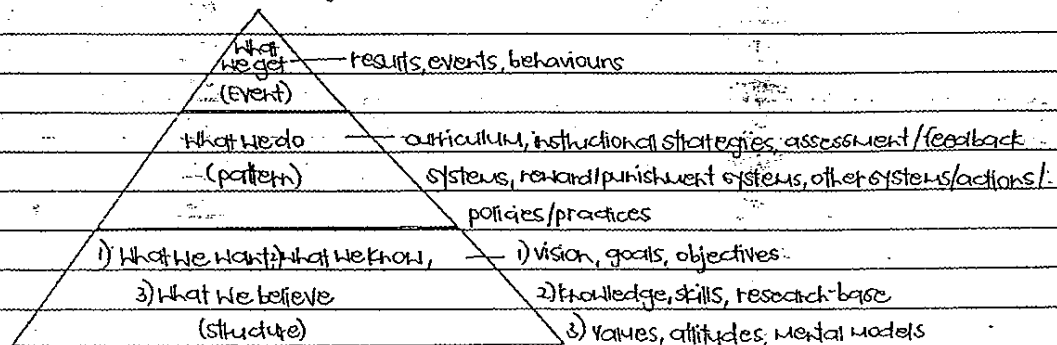 What
we get — results, events, behaviours
(Event)
What we do — curriculum, instructional strategies, assessment/feedback
(pattern) systems, reward/punishment systems, other systems/actions/
policies/practices
1) What we want, 2) what we know, — 1) vision, goals, objectives
3) What we believe 2) knowledge, skills, research-base
(structure) 3) values, attitudes, mental models